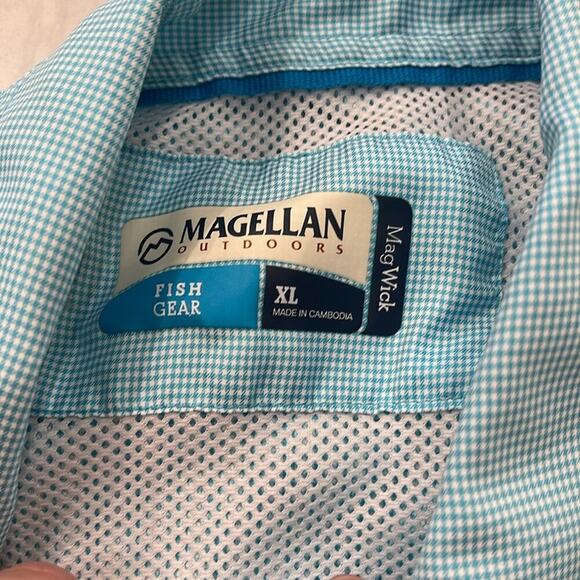 MAGELLAN
OUTDOORS
FISH
GEAR
XL
MADE IN CAMBODIA
MagWick